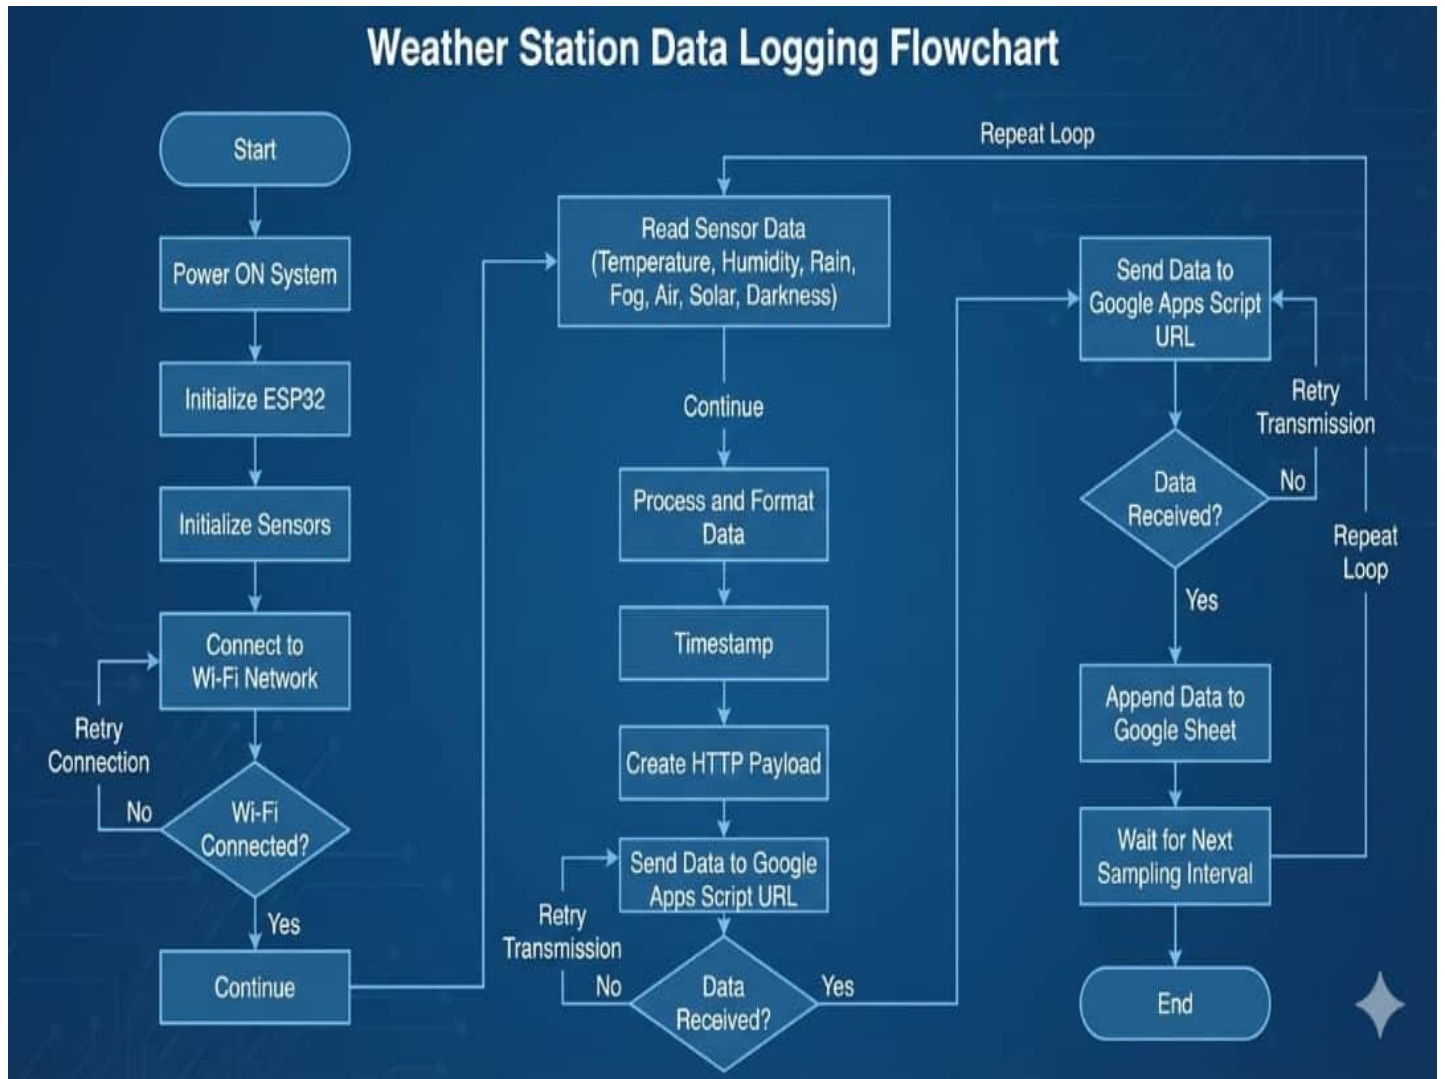 Weather Station Data Logging Flowchart
Start
Power ON System
Initialize ESP32
Initialize Sensors
Connect to
Wi-Fi Network
Retry
Connection
No
Wi-Fi
Connected?
Yes
Continue
Repeat Loop
Read Sensor Data
(Temperature, Humidity, Rain,
Fog, Air, Solar, Darkness)
Continue
Process and Format
Data
Timestamp
Create HTTP Payload
Send Data to Google
Apps Script URL
Retry
Transmission
No
Data
Received?
Yes
Send Data to
Google Apps Script
URL
Retry
Transmission
Data
Received?
No
Repeat
Loop
Yes
Append Data to
Google Sheet
Wait for Next
Sampling Interval
End